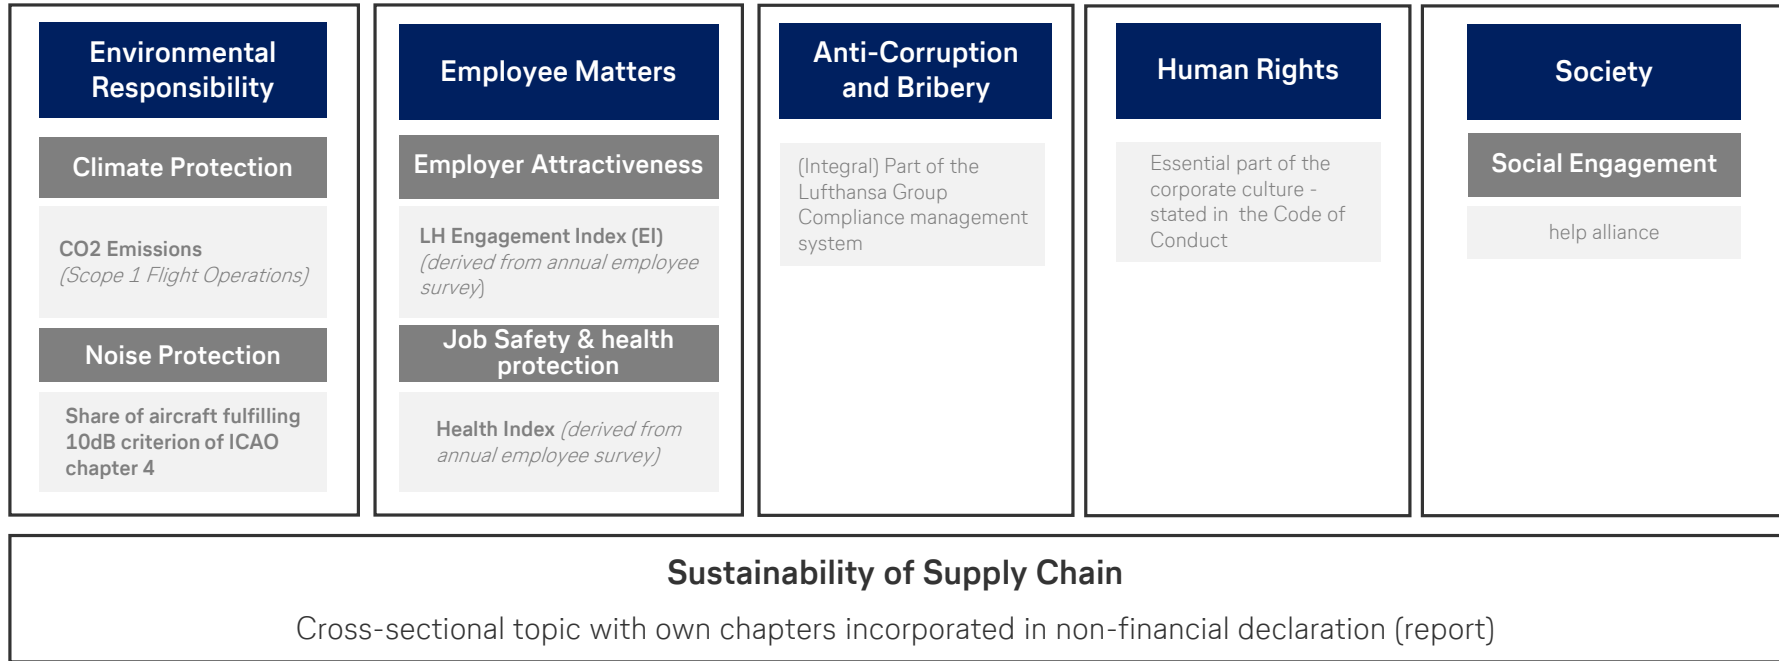 Environmental
Responsibility
Climate Protection
CO2 Emissions
(Scope 1 Flight Operations)
Noise Protection
Share of aircraft fulfilling
10dB criterion of ICAO
chapter 4
Employee Matters
Employer Attractiveness
LH Engagement Index (EI)
(derived from annual employee
survey)
Job Safety & health
protection
Health Index (derived from
annual employee survey)
Anti-Corruption
and Bribery
(Integral) Part of the
Lufthansa Group
Compliance management
system
Human Rights
Essential part of the
corporate culture -
stated in the Code of
Conduct
Society
Social Engagement
help alliance
Sustainability of Supply Chain
Cross-sectional topic with own chapters incorporated in non-financial declaration (report)